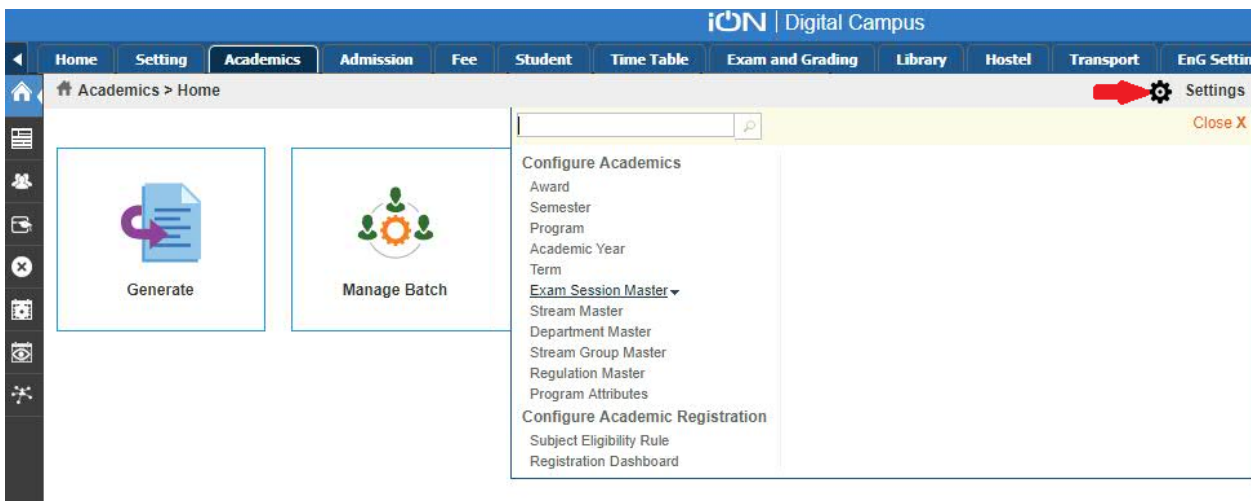 iON | Digital Campus
Home Setting Academics Admission Fee Student Time Table Exam and Grading Library Hostel Transport EnG Settin
Academics > Home Settings
Close X
Configure Academics
Award
Semester
Program
Academic Year
Term
Exam Session Master
Stream Master
Department Master
Stream Group Master
Regulation Master
Program Attributes
Configure Academic Registration
Subject Eligibility Rule
Registration Dashboard
Generate
Manage Batch